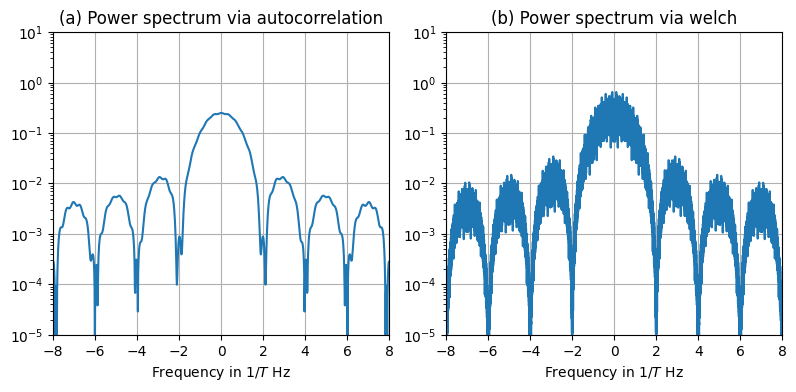 (a) Power spectrum via autocorrelation
10¹
10⁰
10⁻¹
10⁻²
10⁻³
10⁻⁴
10⁻⁵
−8 −6 −4 −2 0 2 4 6 8
Frequency in 1/T Hz
(b) Power spectrum via welch
10¹
10⁰
10⁻¹
10⁻²
10⁻³
10⁻⁴
10⁻⁵
−8 −6 −4 −2 0 2 4 6 8
Frequency in 1/T Hz